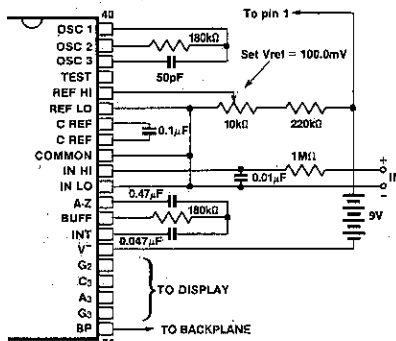 40
To pin 1
OSC 1
OSC 2
180kΩ
OSC 3
50pF
TEST
Set Vref = 100.0mV
REF HI
REF LO
10kΩ
220kΩ
C REF
0.1μF
C REF
COMMON
1MΩ
+
IN HI
0.01μF
IN
IN LO
-
0.47μF
A-Z
BUFF
180kΩ
9V
INT
0.047μF
V-
G2
C3
TO DISPLAY
A3
G3
BP
TO BACKPLANE